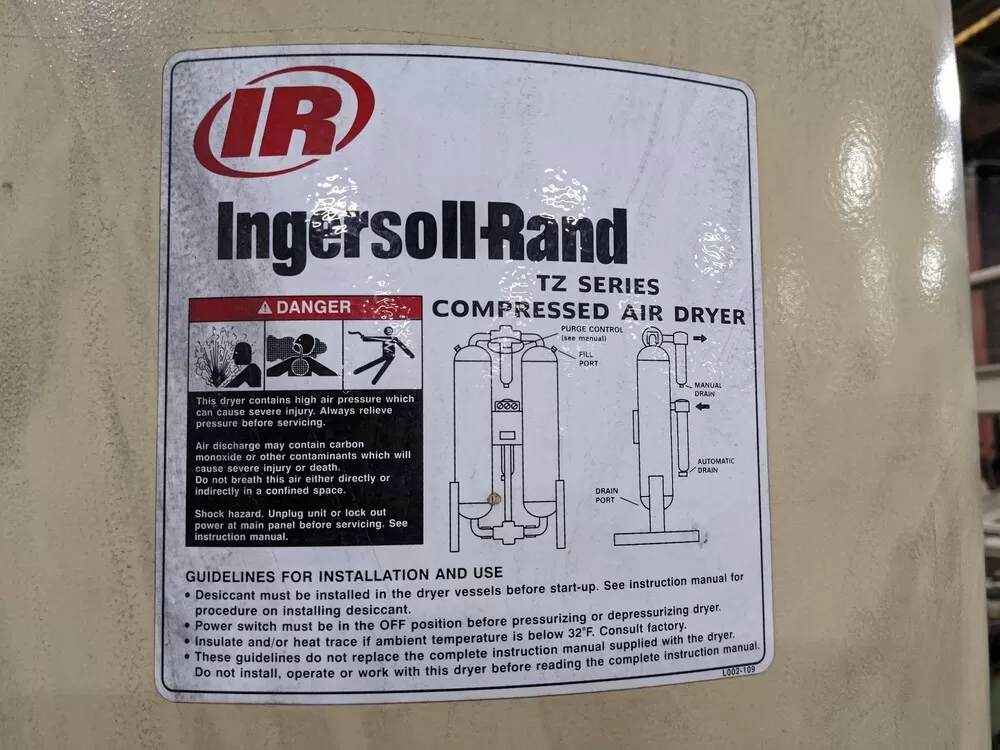 IR
Ingersoll-Rand
TZ SERIES
COMPRESSED AIR DRYER
DANGER
This dryer contains high air pressure which
can cause severe injury. Always relieve
pressure before servicing.
Air discharge may contain carbon
monoxide or other contaminants which will
cause severe injury or death.
Do not breath this air either directly or
indirectly in a confined space.
Shock hazard. Unplug unit or lock out
power at main panel before servicing. See
instruction manual.
PURGE CONTROL
(see manual)
FILL
PORT
MANUAL
DRAIN
AUTOMATIC
DRAIN
DRAIN
PORT
GUIDELINES FOR INSTALLATION AND USE
• Desiccant must be installed in the dryer vessels before start-up. See instruction manual for
procedure on installing desiccant.
• Power switch must be in the OFF position before pressurizing or depressurizing dryer.
• Insulate and/or heat trace if ambient temperature is below 32°F. Consult factory.
• These guidelines do not replace the complete instruction manual supplied with the dryer.
Do not install, operate or work with this dryer before reading the complete instruction manual.
L002-109